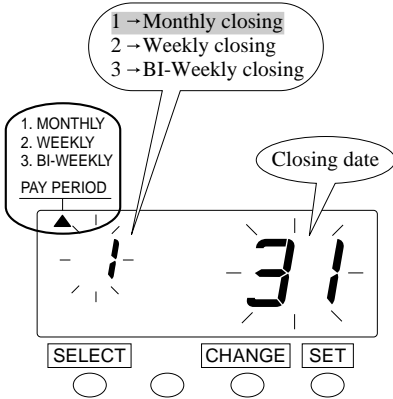 1→Monthly closing
2→Weekly closing
3→BI-Weekly closing
1. MONTHLY
2. WEEKLY
3. BI-WEEKLY
PAY PERIOD
Closing date
1 31
SELECT CHANGE SET